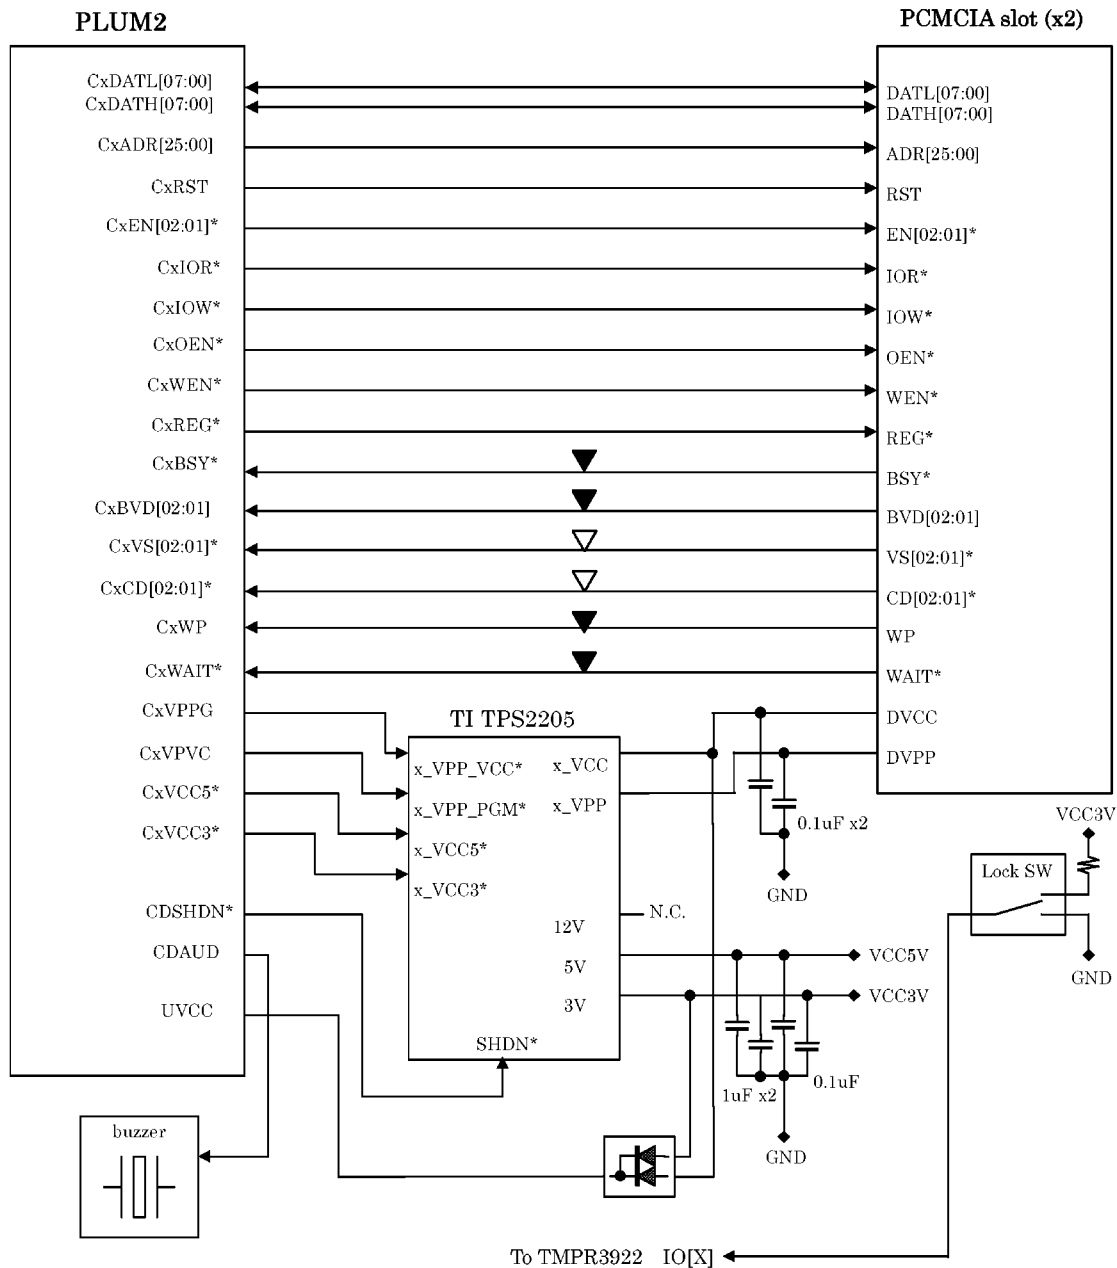 PLUM2
PCMCIA slot (x2)
CxDATL[07:00]
CxDATH[07:00]
CxADR[25:00]
CxRST
CxEN[02:01]*
CxIOR*
CxIOW*
CxOEN*
CxWEN*
CxREG*
CxBSY*
CxBVD[02:01]
CxVS[02:01]*
CxCD[02:01]*
CxWP
CxWAIT*
CxVPPG
CxVPVC
CxVCC5*
CxVCC3*
CDSHDN*
CDAUD
UVCC
DATL[07:00]
DATH[07:00]
ADR[25:00]
RST
EN[02:01]*
IOR*
IOW*
OEN*
WEN*
REG*
BSY*
BVD[02:01]
VS[02:01]*
CD[02:01]*
WP
WAIT*
DVCC
DVPP
TI TPS2205
x_VPP_VCC*
x_VPP_PGM*
x_VCC5*
x_VCC3*
x_VCC
x_VPP
12V
5V
3V
SHDN*
N.C.
0.1uF x2
GND
VCC5V
VCC3V
1uF x2
0.1uF
GND
VCC3V
Lock SW
GND
buzzer
To TMPR3922 IO[X]